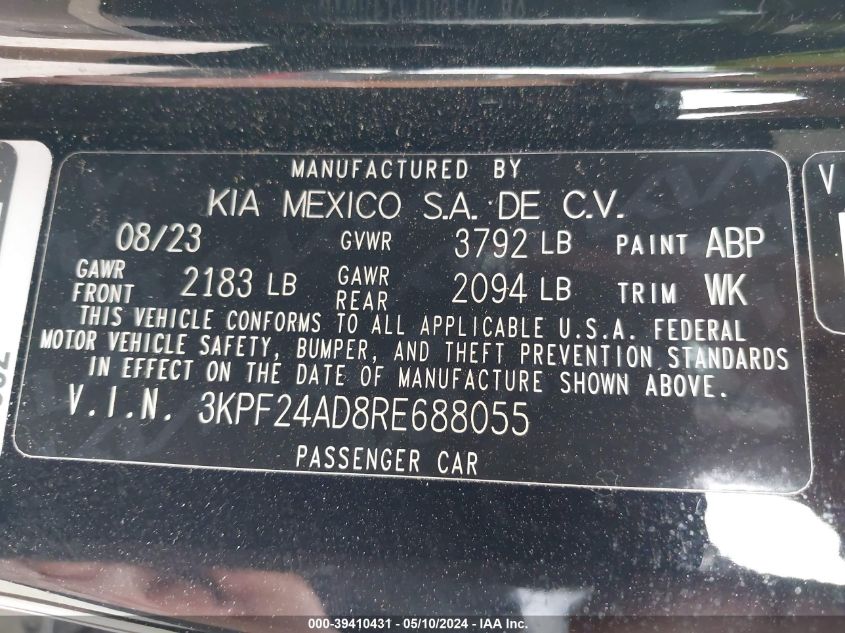 MANUFACTURED BY
KIA MEXICO S.A. DE C.V.
08/23 GVWR 3792 LB PAINT ABP
GAWR FRONT 2183 LB GAWR REAR 2094 LB TRIM WK
THIS VEHICLE CONFORMS TO ALL APPLICABLE U.S.A. FEDERAL
MOTOR VEHICLE SAFETY, BUMPER, AND THEFT PREVENTION STANDARDS
IN EFFECT ON THE DATE OF MANUFACTURE SHOWN ABOVE.
V.I.N. 3KPF24AD8RE688055
PASSENGER CAR
V
000-39410431 - 05/10/2024 - IAA Inc.